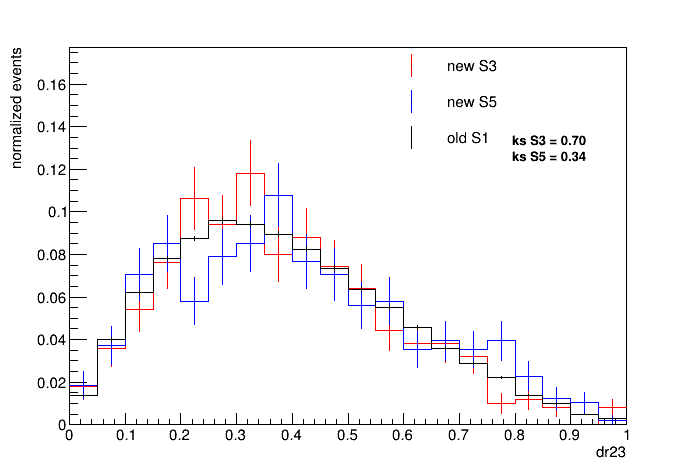 normalized events
0.16
0.14
0.12
0.1
0.08
0.06
0.04
0.02
0
new S3
new S5
old S1
ks S3 = 0.70
ks S5 = 0.34
0 0.1 0.2 0.3 0.4 0.5 0.6 0.7 0.8 0.9 1
dr23